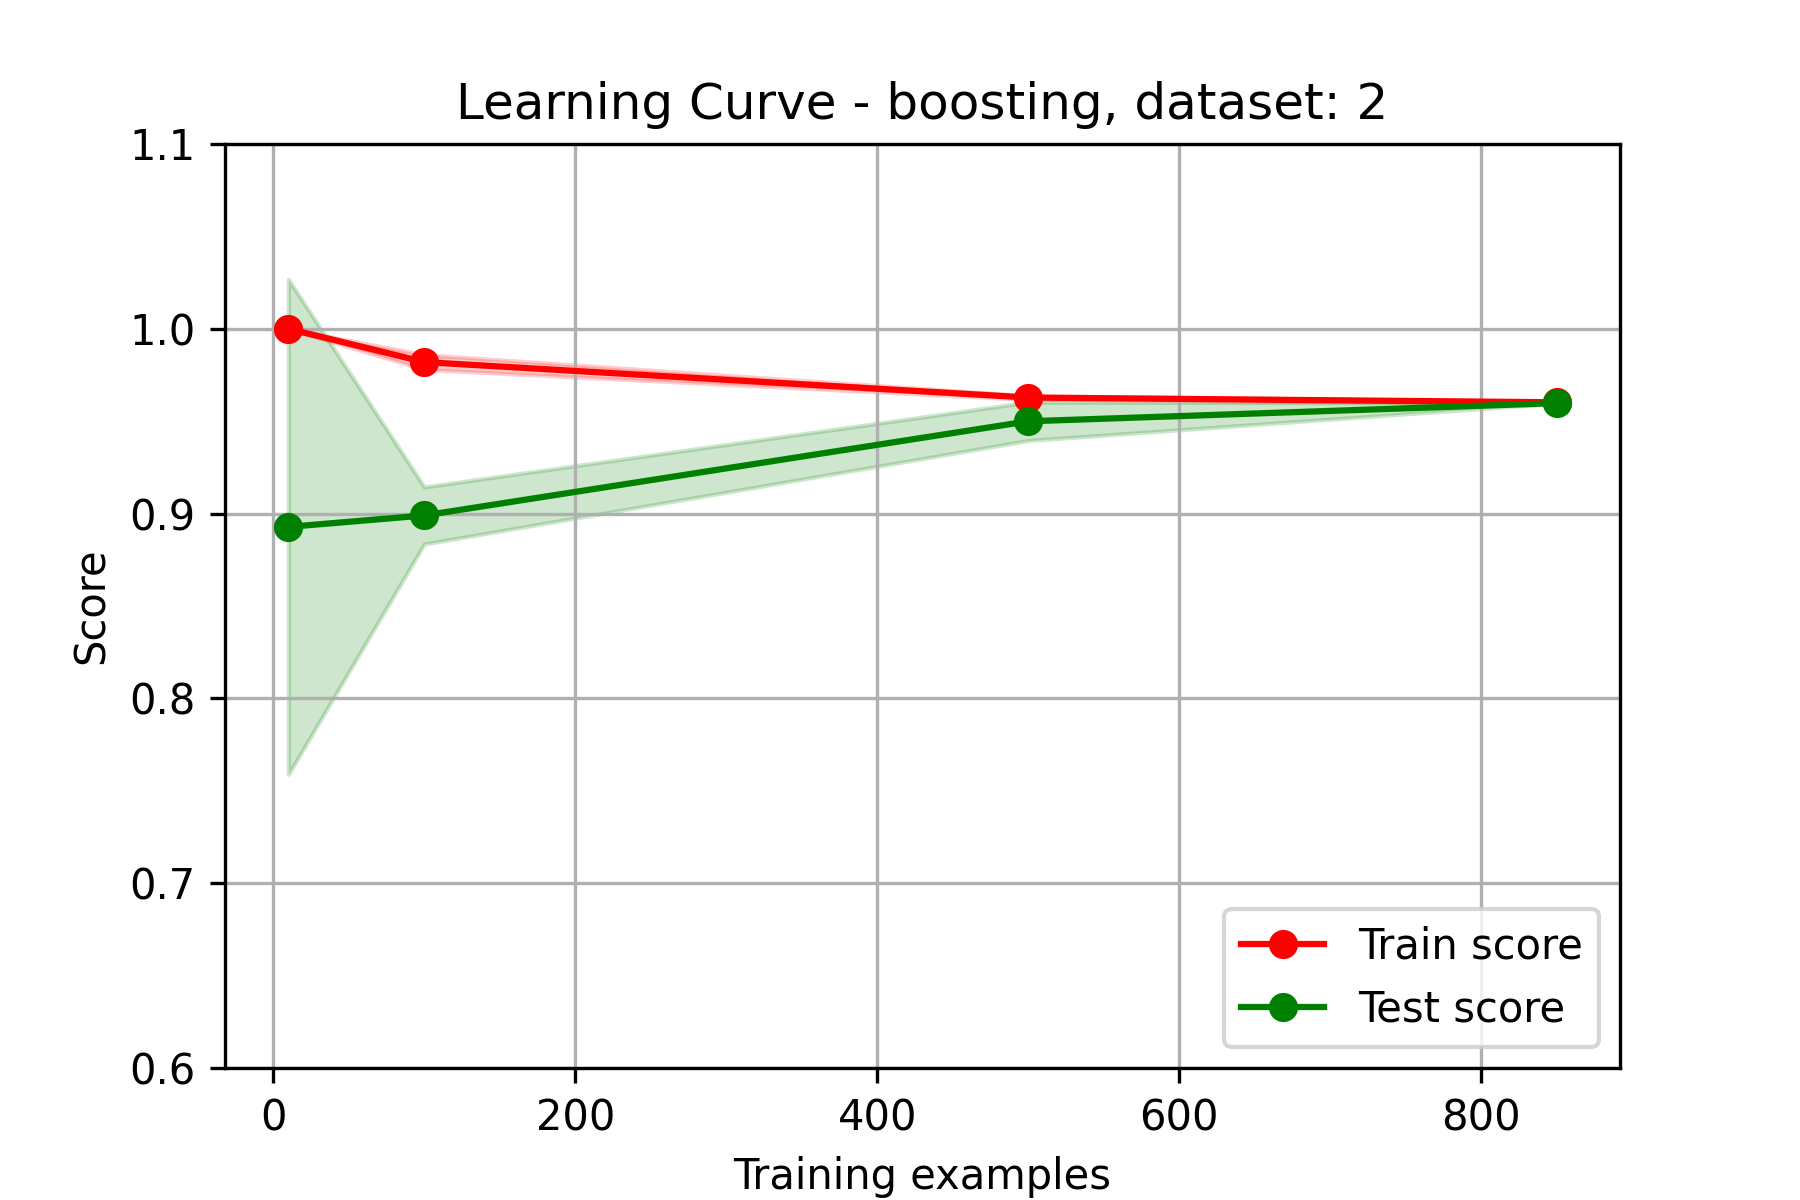 Learning Curve - boosting, dataset: 2
1.1
1.0
0.9
0.8
0.7
0.6
Score
Train score
Test score
0 200 400 600 800
Training examples